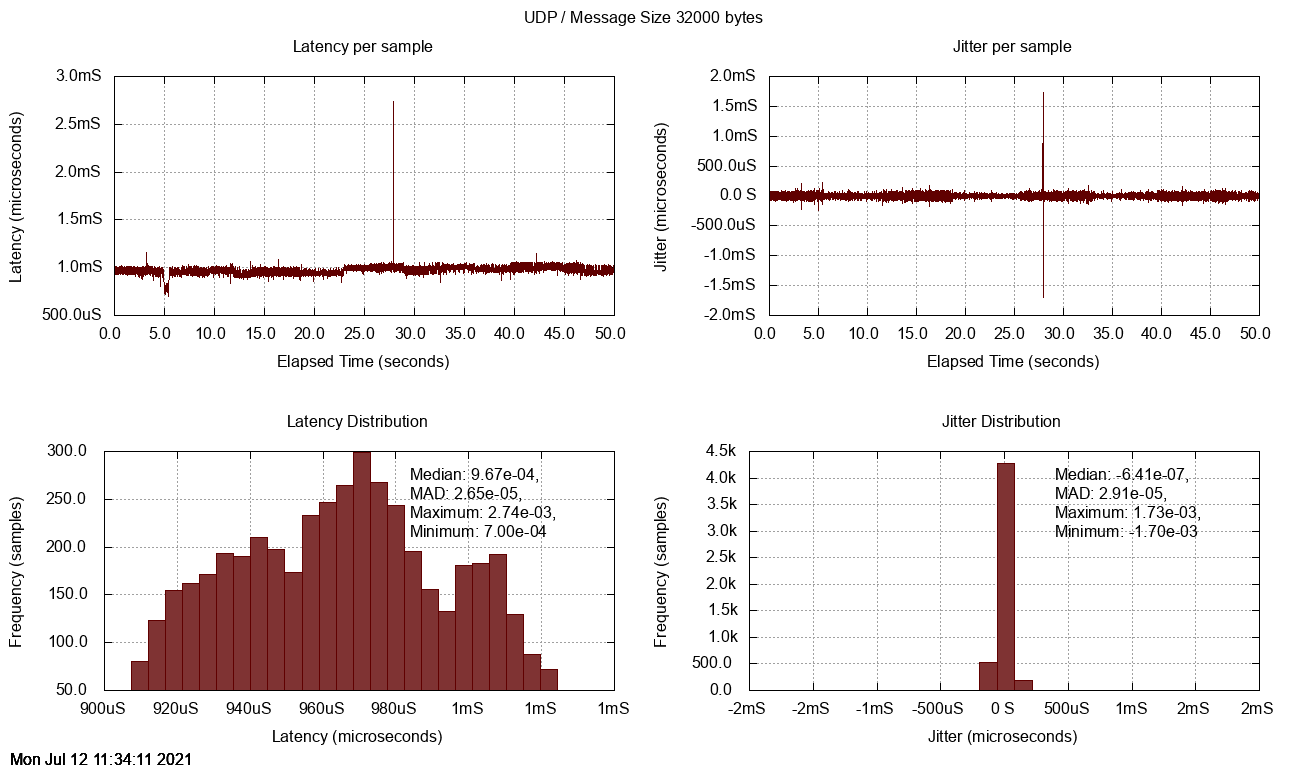 UDP / Message Size 32000 bytes
Latency per sample
Latency (microseconds)
3.0mS
2.5mS
2.0mS
1.5mS
1.0mS
500.0uS
0.0 5.0 10.0 15.0 20.0 25.0 30.0 35.0 40.0 45.0 50.0
Elapsed Time (seconds)
Jitter per sample
Jitter (microseconds)
2.0mS
1.5mS
1.0mS
500.0uS
0.0 S
-500.0uS
-1.0mS
-1.5mS
-2.0mS
0.0 5.0 10.0 15.0 20.0 25.0 30.0 35.0 40.0 45.0 50.0
Elapsed Time (seconds)
Latency Distribution
Frequency (samples)
300.0
250.0
200.0
150.0
100.0
50.0
Median: 9.67e-04,
MAD: 2.65e-05,
Maximum: 2.74e-03,
Minimum: 7.00e-04
900uS 920uS 940uS 960uS 980uS 1mS 1mS 1mS
Latency (microseconds)
Jitter Distribution
Frequency (samples)
4.5k
4.0k
3.5k
3.0k
2.5k
2.0k
1.5k
1.0k
500.0
0.0
Median: -6.41e-07,
MAD: 2.91e-05,
Maximum: 1.73e-03,
Minimum: -1.70e-03
-2mS -2mS -1mS -500uS 0 S 500uS 1mS 2mS 2mS
Jitter (microseconds)
Mon Jul 12 11:34:11 2021